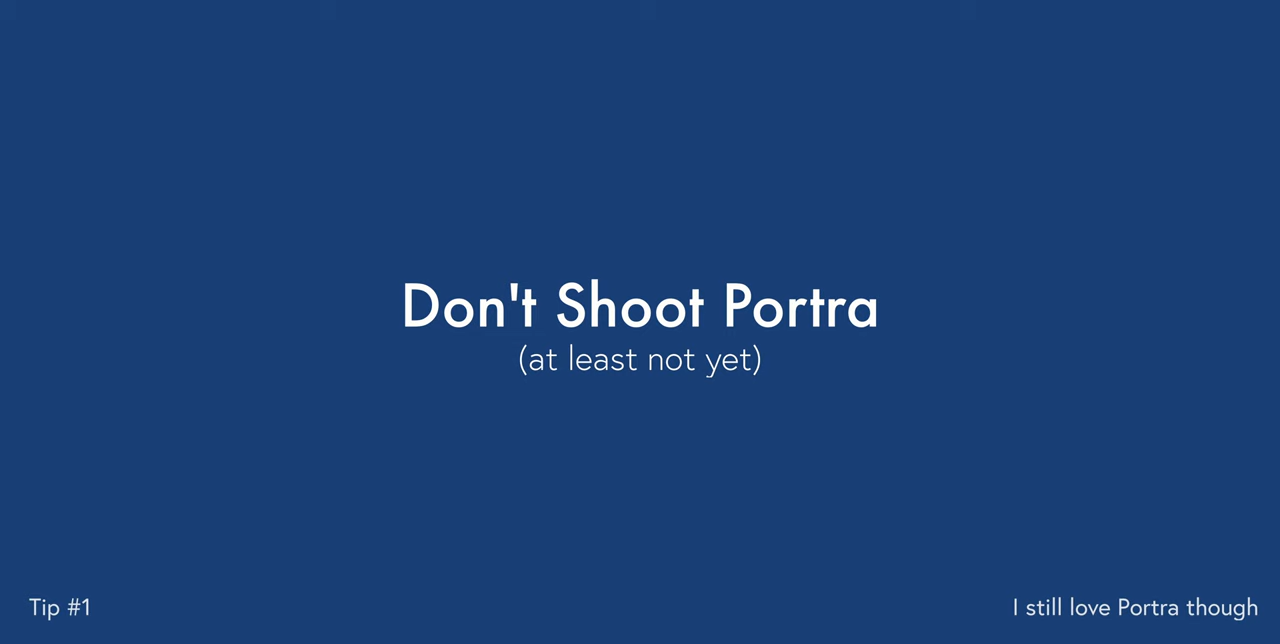 Don't Shoot Portra
(at least not yet)
Tip #1
I still love Portra though